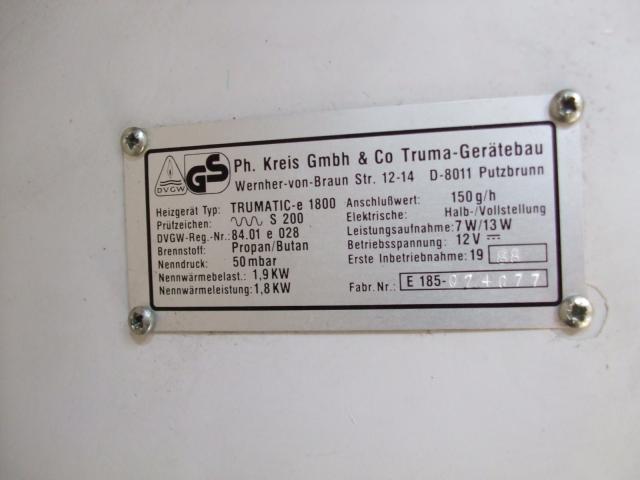 DVGW
GS
Ph. Kreis Gmbh & Co Truma-Gerätebau
Wernher-von-Braun Str. 12-14 D-8011 Putzbrunn
Heizgerät Typ: TRUMATIC-e 1800
Prüfzeichen: S 200
DVGW-Reg.-Nr.: 84.01 e 028
Brennstoff: Propan/Butan
Nenndruck: 50 mbar
Nennwärmebelast.: 1,9 KW
Nennwärmeleistung: 1,8 KW
Anschlußwert: 150 g/h
Elektrische: Halb-/Vollstellung
Leistungsaufnahme: 7 W/13 W
Betriebsspannung: 12 V
Erste Inbetriebnahme: 19 88
Fabr. Nr.: E 185-024077